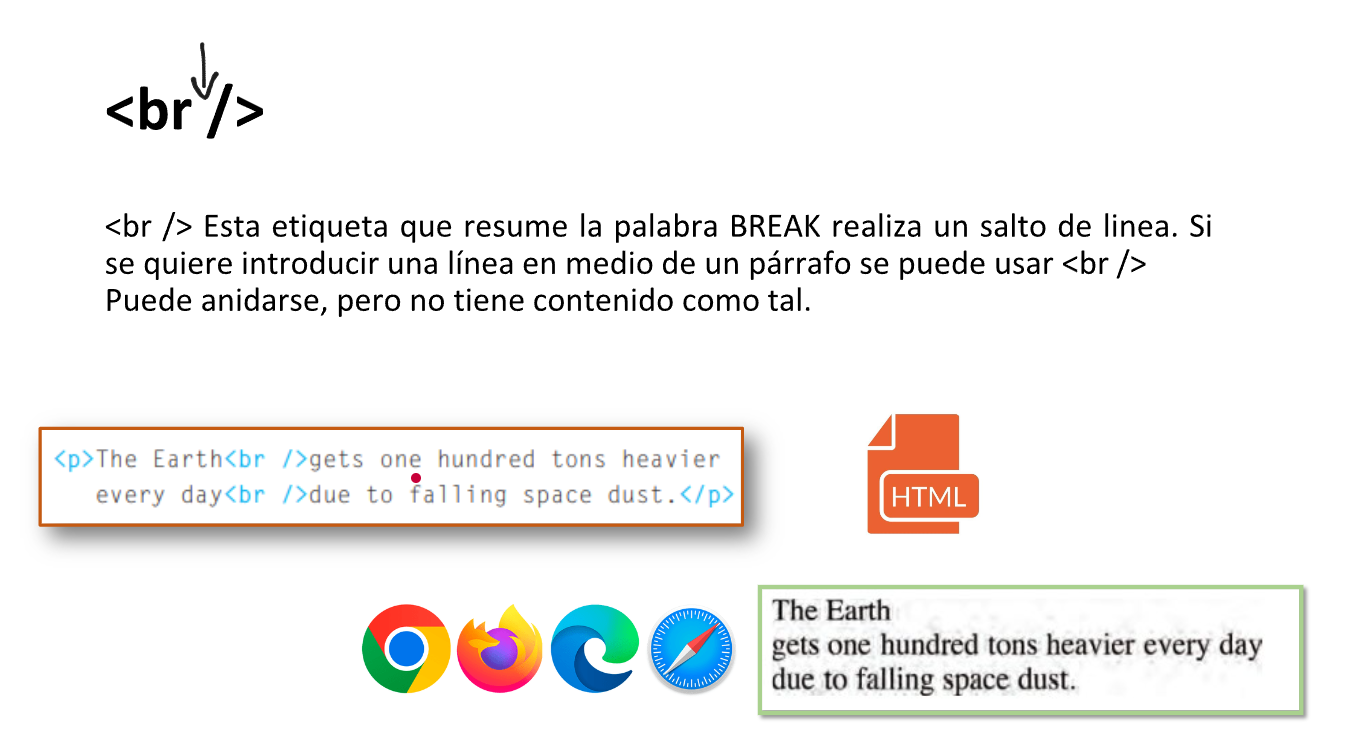 <br />
<br /> Esta etiqueta que resume la palabra BREAK realiza un salto de linea. Si
se quiere introducir una línea en medio de un párrafo se puede usar <br />
Puede anidarse, pero no tiene contenido como tal.
<p>The Earth<br />gets one hundred tons heavier
every day<br />due to falling space dust.</p>
HTML
The Earth
gets one hundred tons heavier every day
due to falling space dust.